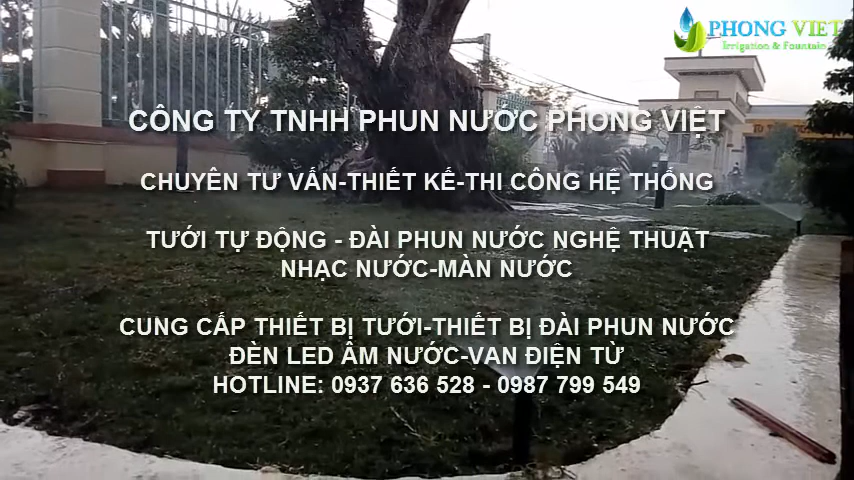 PHONG VIET
Irrigation & Fountain
CÔNG TY TNHH PHUN NƯỚC PHONG VIỆT
CHUYÊN TƯ VẤN-THIẾT KẾ-THI CÔNG HỆ THỐNG
TƯỚI TỰ ĐỘNG - ĐÀI PHUN NƯỚC NGHỆ THUẬT
NHẠC NƯỚC-MÀN NƯỚC
CUNG CẤP THIẾT BỊ TƯỚI-THIẾT BỊ ĐÀI PHUN NƯỚC
ĐÈN LED ÂM NƯỚC-VAN ĐIỆN TỪ
HOTLINE: 0937 636 528 - 0987 799 549